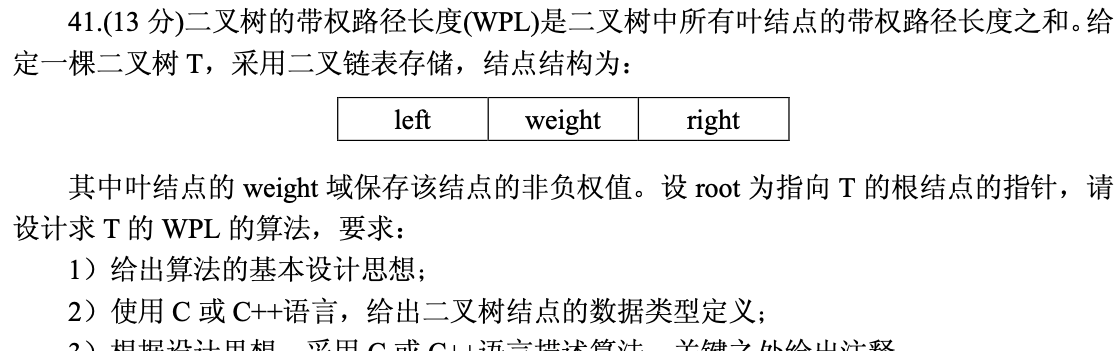 41.(13 分)二叉树的带权路径长度(WPL)是二叉树中所有叶结点的带权路径长度之和。给
定一棵二叉树 T，采用二叉链表存储，结点结构为：
left weight right
其中叶结点的 weight 域保存该结点的非负权值。设 root 为指向 T 的根结点的指针，请
设计求 T 的 WPL 的算法，要求：
1）给出算法的基本设计思想；
2）使用 C 或 C++语言，给出二叉树结点的数据类型定义；
3）根据设计思想，采用 C 或 C++语言描述算法，关键之处给出注释。